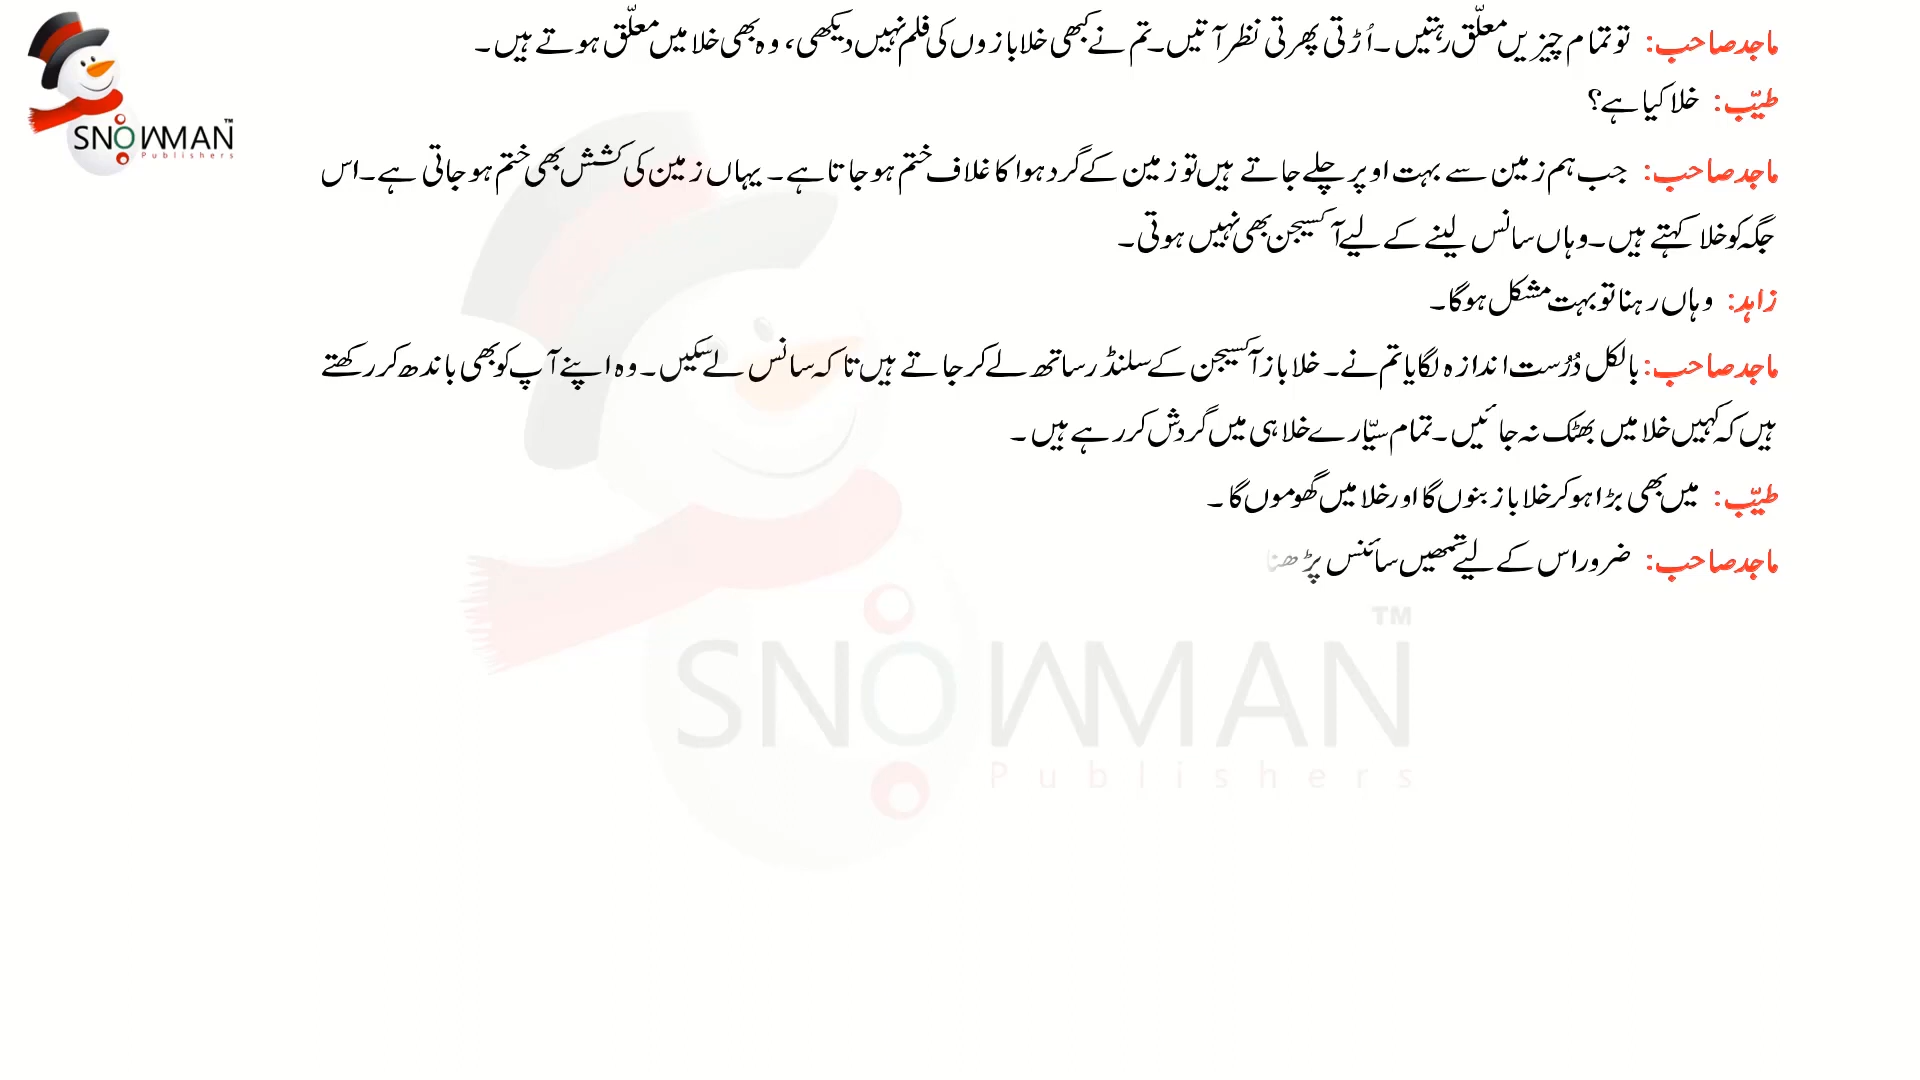 SNOWMAN™
Publishers
ماجد صاحب: تو تمام چیزیں معلّق رہتیں۔ اُڑتی پھرتی نظر آتیں۔ تم نے کبھی خلا بازوں کی فلم نہیں دیکھی، وہ بھی خلا میں معلّق ہوتے ہیں۔
طیّب: خلا کیا ہے؟
ماجد صاحب: جب ہم زمین سے بہت اوپر چلے جاتے ہیں تو زمین کے گرد ہوا کا غلاف ختم ہو جاتا ہے۔ یہاں زمین کی کشش بھی ختم ہو جاتی ہے۔ اس
جگہ کو خلا کہتے ہیں۔ وہاں سانس لینے کے لیے آکسیجن بھی نہیں ہوتی۔
زاہد: وہاں رہنا تو بہت مشکل ہوگا۔
ماجد صاحب: بالکل دُرُست اندازہ لگایا تم نے۔ خلا باز آکسیجن کے سلنڈر ساتھ لے کر جاتے ہیں تاکہ سانس لے سکیں۔ وہ اپنے آپ کو بھی باندھ کر رکھتے
ہیں کہ کہیں خلا میں بھٹک نہ جائیں۔ تمام سیّارے خلا ہی میں گردش کر رہے ہیں۔
طیّب: میں بھی بڑا ہو کر خلا باز بنوں گا اور خلا میں گھوموں گا۔
ماجد صاحب: ضرور اس کے لیے تمھیں سائنس پڑھنا
SNOWMAN™
Publishers